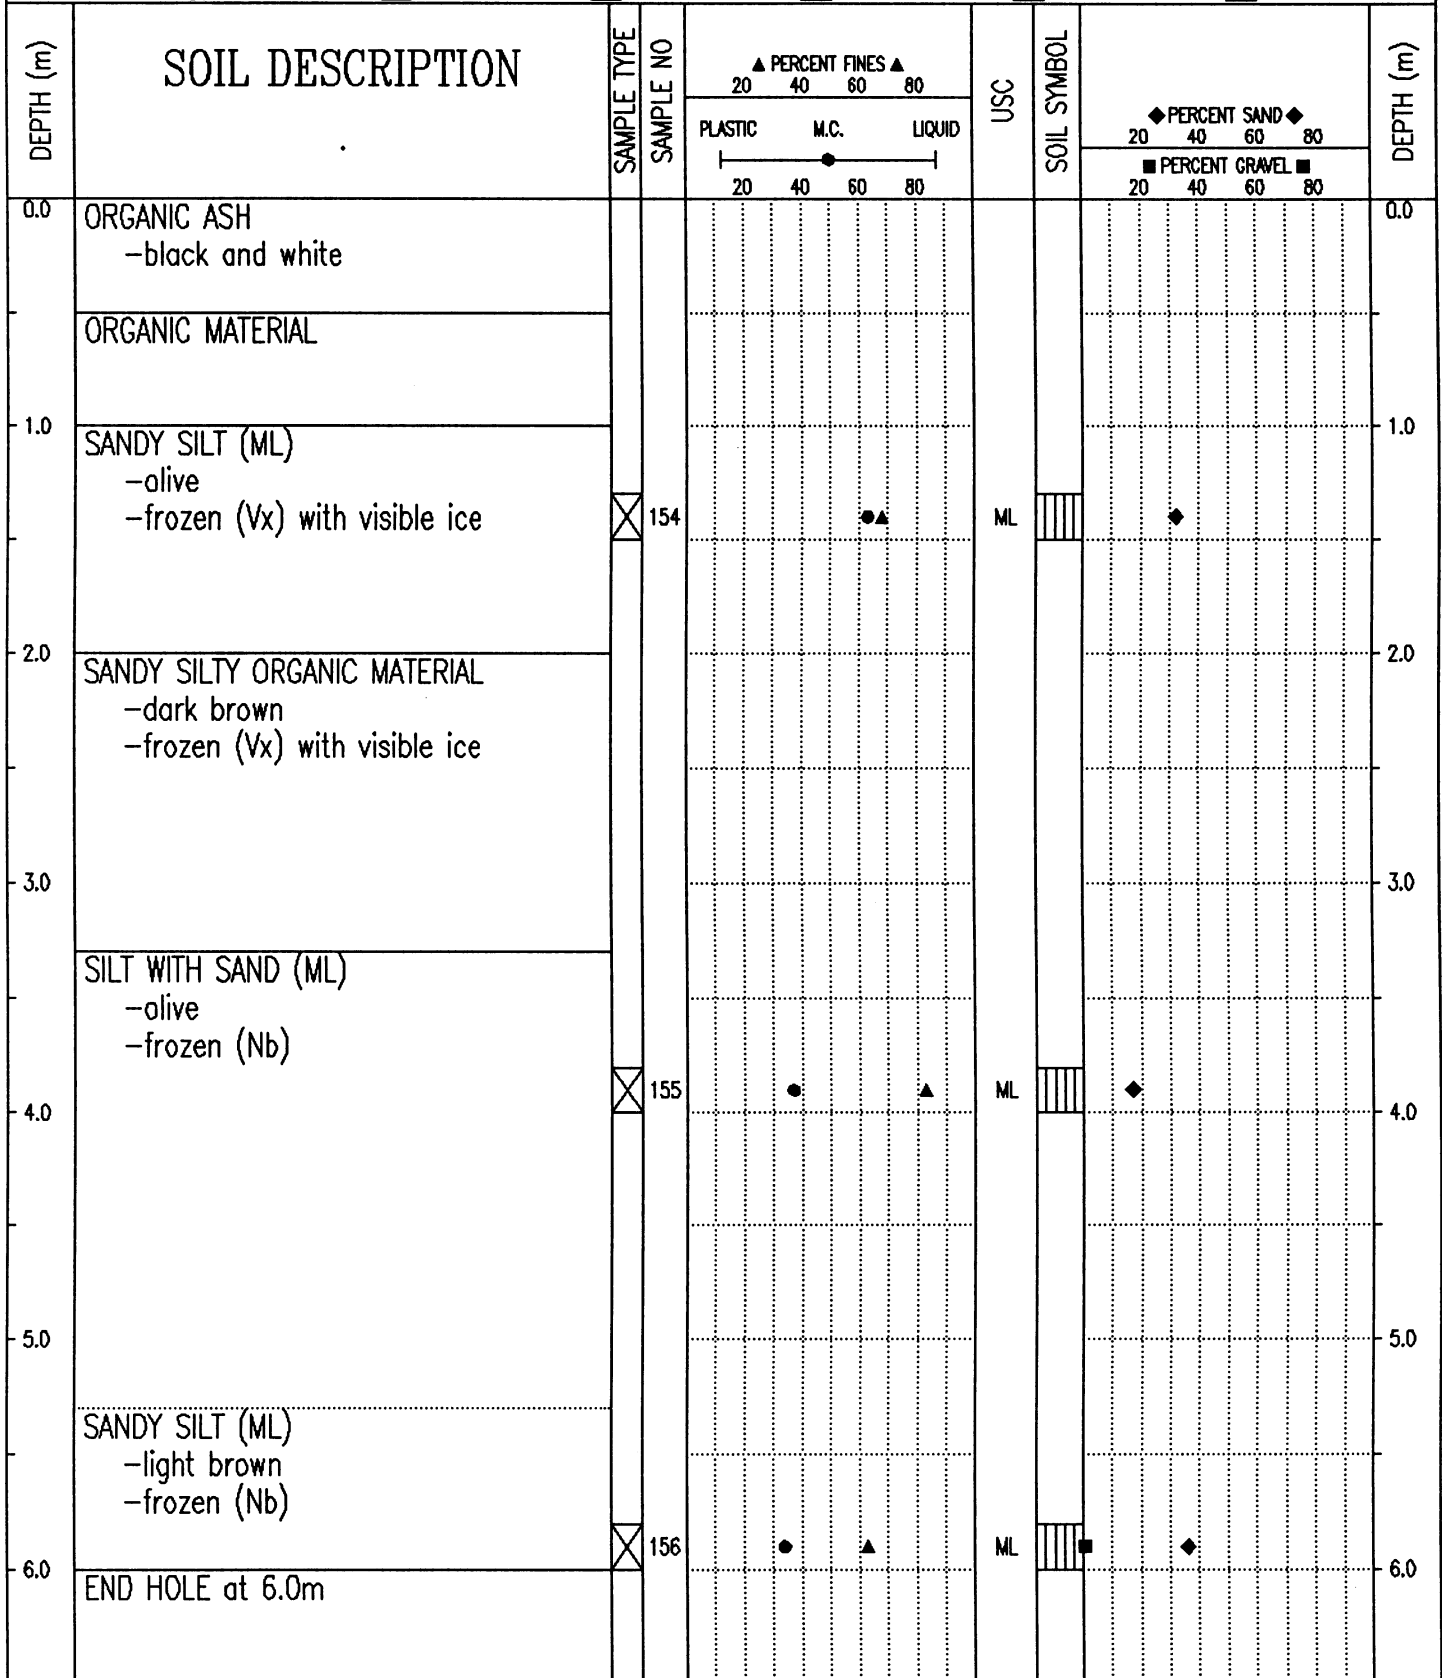 DEPTH (m)
SOIL DESCRIPTION
SAMPLE TYPE
SAMPLE NO
▲ PERCENT FINES ▲
20 40 60 80
PLASTIC M.C. LIQUID
20 40 60 80
USC
SOIL SYMBOL
◆PERCENT SAND◆
20 40 60 80
■ PERCENT GRAVEL ■
20 40 60 80
DEPTH (m)
0.0 ORGANIC ASH 0.0
-black and white
ORGANIC MATERIAL
1.0 1.0
SANDY SILT (ML)
-olive
-frozen (Vx) with visible ice 154 ML
2.0 2.0
SANDY SILTY ORGANIC MATERIAL
-dark brown
-frozen (Vx) with visible ice
3.0 3.0
SILT WITH SAND (ML)
-olive
-frozen (Nb)
155 ML
4.0 4.0
5.0 5.0
SANDY SILT (ML)
-light brown
-frozen (Nb)
156 ML
6.0 6.0
END HOLE at 6.0m